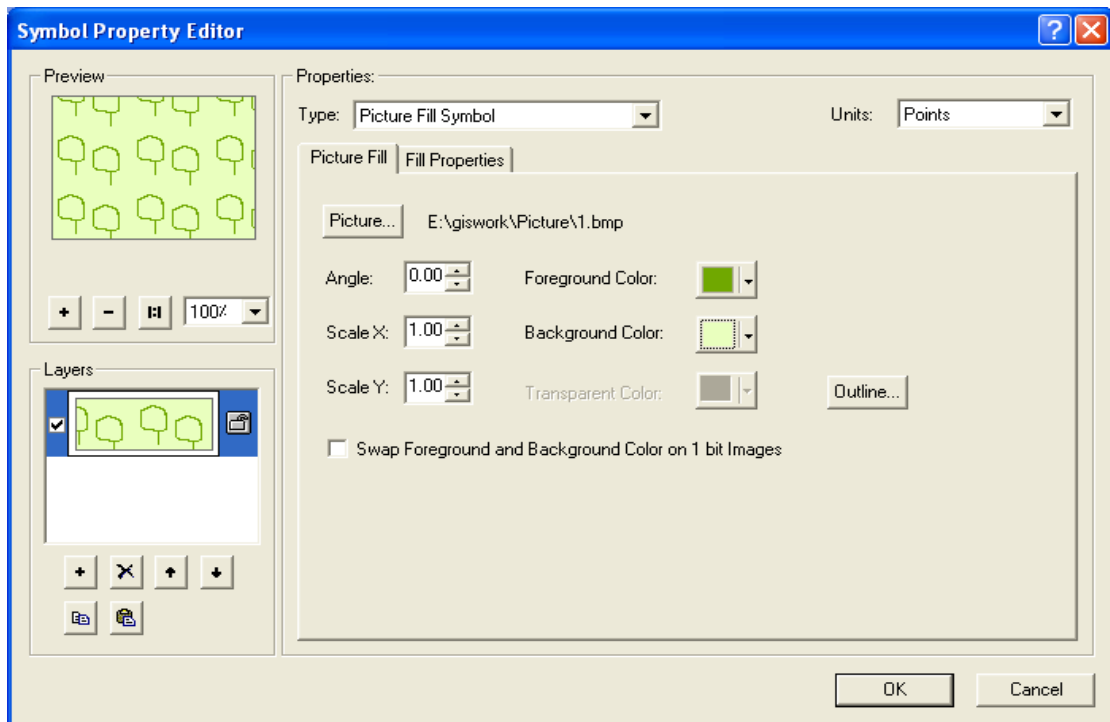 Symbol Property Editor
Preview
100%
Layers
Properties:
Type: Picture Fill Symbol Units: Points
Picture Fill Fill Properties
Picture... E:\giswork\Picture\1.bmp
Angle: 0.00 Foreground Color:
Scale X: 1.00 Background Color:
Scale Y: 1.00 Transparent Color: Outline...
Swap Foreground and Background Color on 1 bit Images
OK Cancel